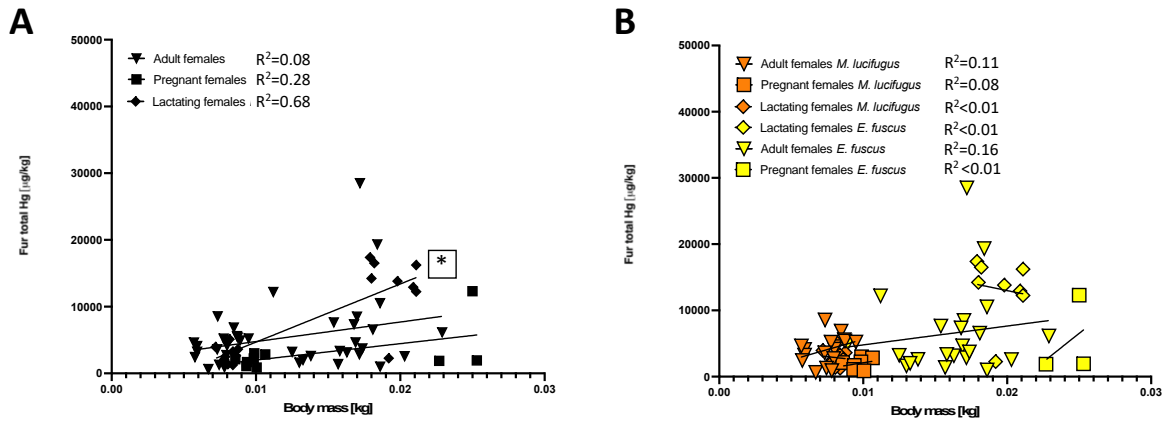 A
50000
40000
30000
20000
10000
0
Fur total Hg [µg/kg]
Adult females R²=0.08
Pregnant females R²=0.28
Lactating females R²=0.68
*
0.00 0.01 0.02 0.03
Body mass [kg]
B
50000
40000
30000
20000
10000
0
Fur total Hg [µg/kg]
Adult females M. lucifugus R²=0.11
Pregnant females M. lucifugus R²=0.08
Lactating females M. lucifugus R²<0.01
Lactating females E. fuscus R²<0.01
Adult females E. fuscus R²=0.16
Pregnant females E. fuscus R²<0.01
0.00 0.01 0.02 0.03
Body mass [kg]